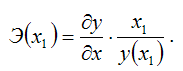 Э(x₁) = ∂y/∂x · x₁/y(x₁).